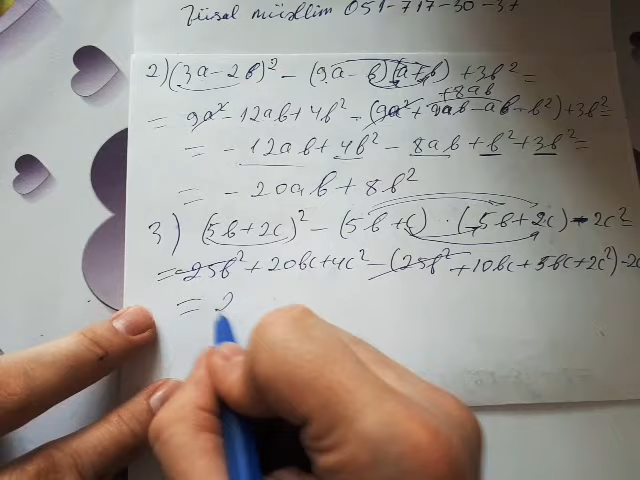 Züsal müəllim 051-717-30-37
2) (3a - 2b)² - (9a - b)(a + b) + 3b² =
+8ab
= 9a² - 12ab + 4b² - (9a² + 9ab - ab - b²) + 3b² =
= - 12ab + 4b² - 8ab + b² + 3b² =
= - 20ab + 8b²
3) (5b + 2c)² - (5b + c) · (5b + 2c) - 2c² =
= 25b² + 20bc + 4c² - (25b² + 10bc + 5bc + 2c²) - 2c
= 2